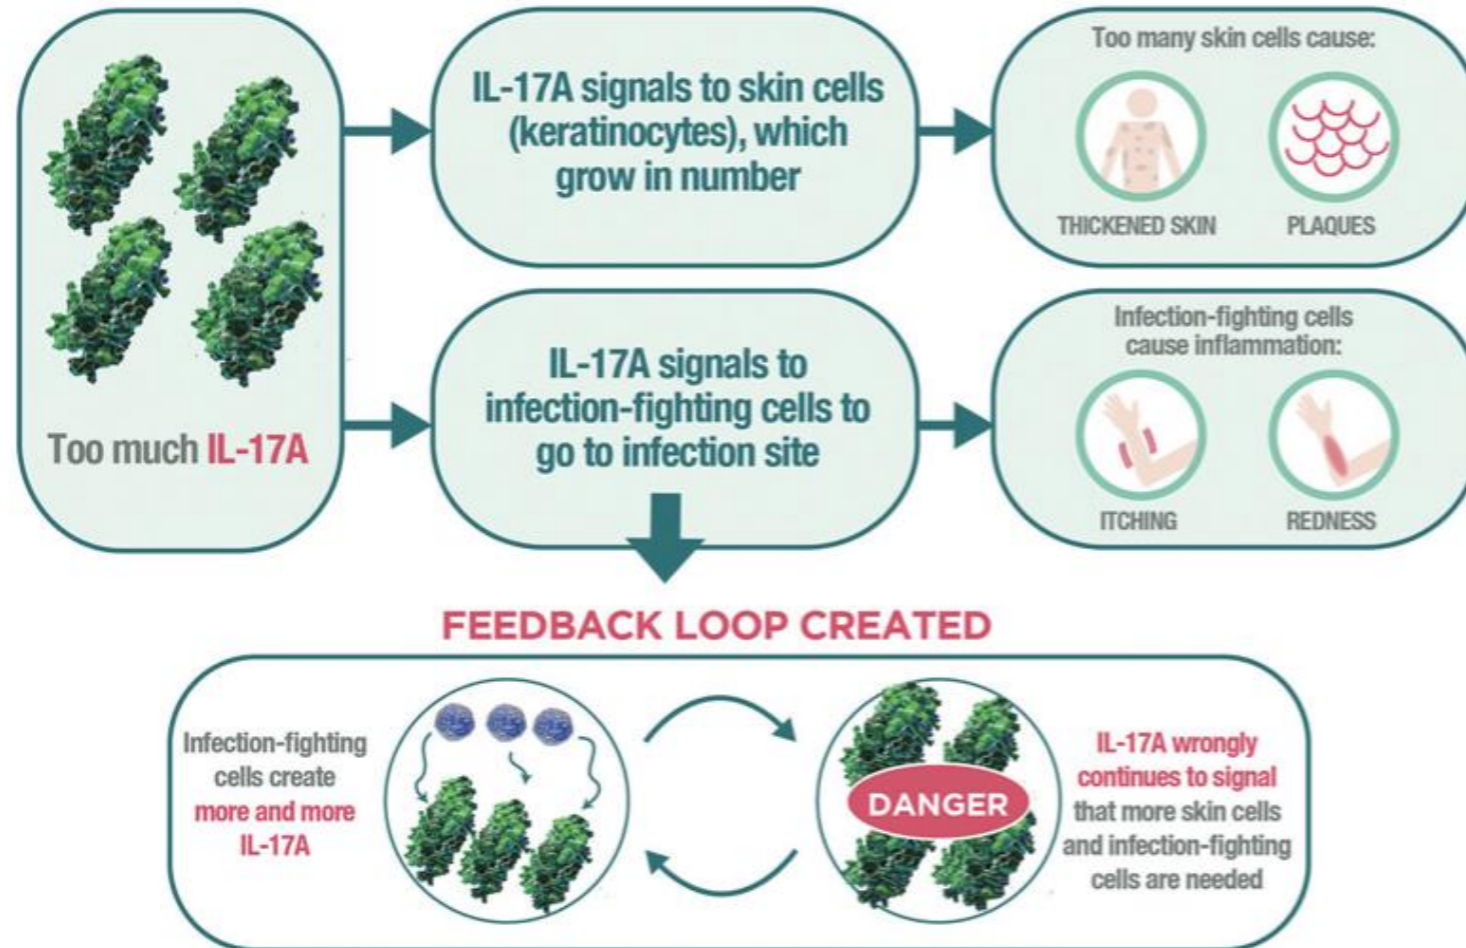 Too much IL-17A
IL-17A signals to skin cells
(keratinocytes), which
grow in number
Too many skin cells cause:
THICKENED SKIN
PLAQUES
IL-17A signals to
infection-fighting cells to
go to infection site
Infection-fighting cells
cause inflammation:
ITCHING
REDNESS
FEEDBACK LOOP CREATED
Infection-fighting
cells create
more and more
IL-17A
DANGER
IL-17A wrongly
continues to signal
that more skin cells
and infection-fighting
cells are needed